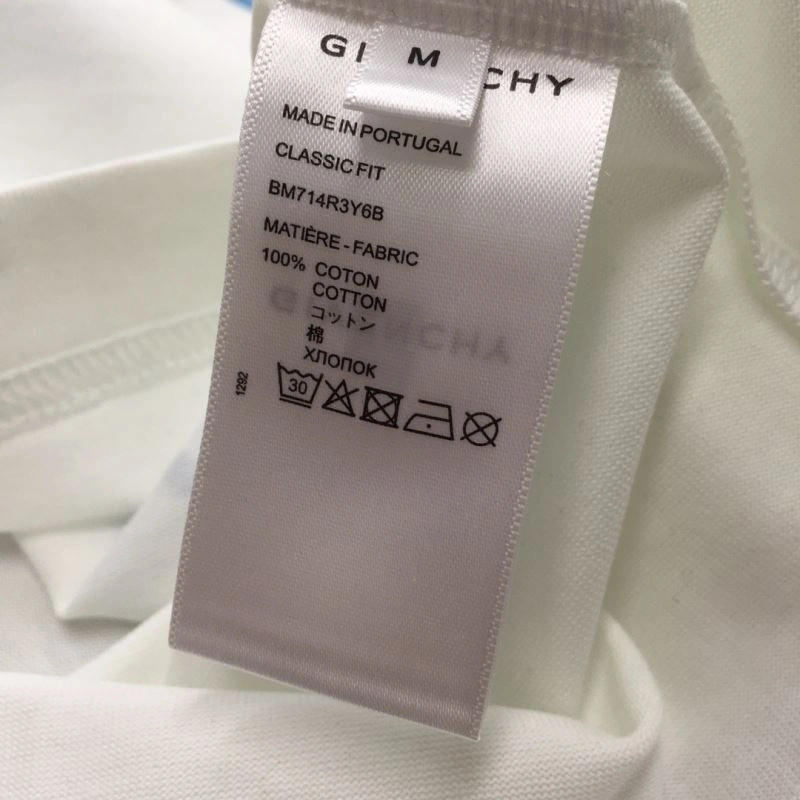 GI CHY
M
MADE IN PORTUGAL
CLASSIC FIT
BM714R3Y6B
MATIÈRE - FABRIC
100% COTON
COTTON
コットン
棉
ХЛОПОК
1292
30